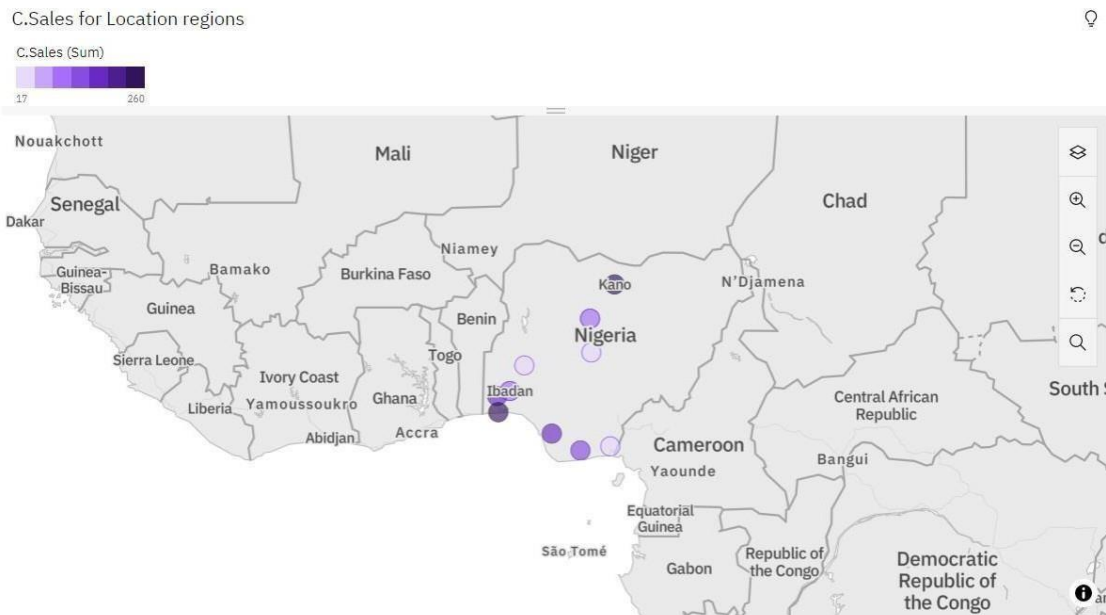 C.Sales for Location regions
C.Sales (Sum)
17
260
Nouakchott
Mali
Niger
Chad
Senegal
Dakar
Niamey
Guinea-
Bissau
Bamako
Burkina Faso
N'Djamena
Kano
Guinea
Benin
Nigeria
Togo
Sierra Leone
Ivory Coast
Ibadan
Ghana
Liberia
Yamoussoukro
Central African
Republic
South
Abidjan
Accra
Cameroon
Yaounde
Bangui
Equatorial
Guinea
São Tomé
Gabon
Republic of
the Congo
Democratic
Republic of
the Congo